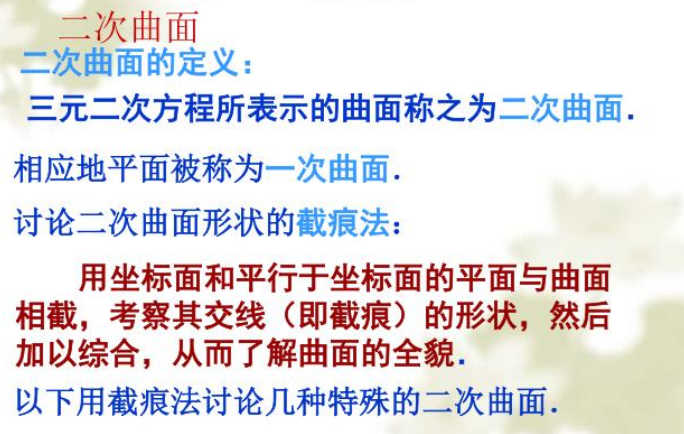 二次曲面
二次曲面的定义：
三元二次方程所表示的曲面称之为二次曲面．
相应地平面被称为一次曲面．
讨论二次曲面形状的截痕法：
用坐标面和平行于坐标面的平面与曲面
相截，考察其交线（即截痕）的形状，然后
加以综合，从而了解曲面的全貌．
以下用截痕法讨论几种特殊的二次曲面．